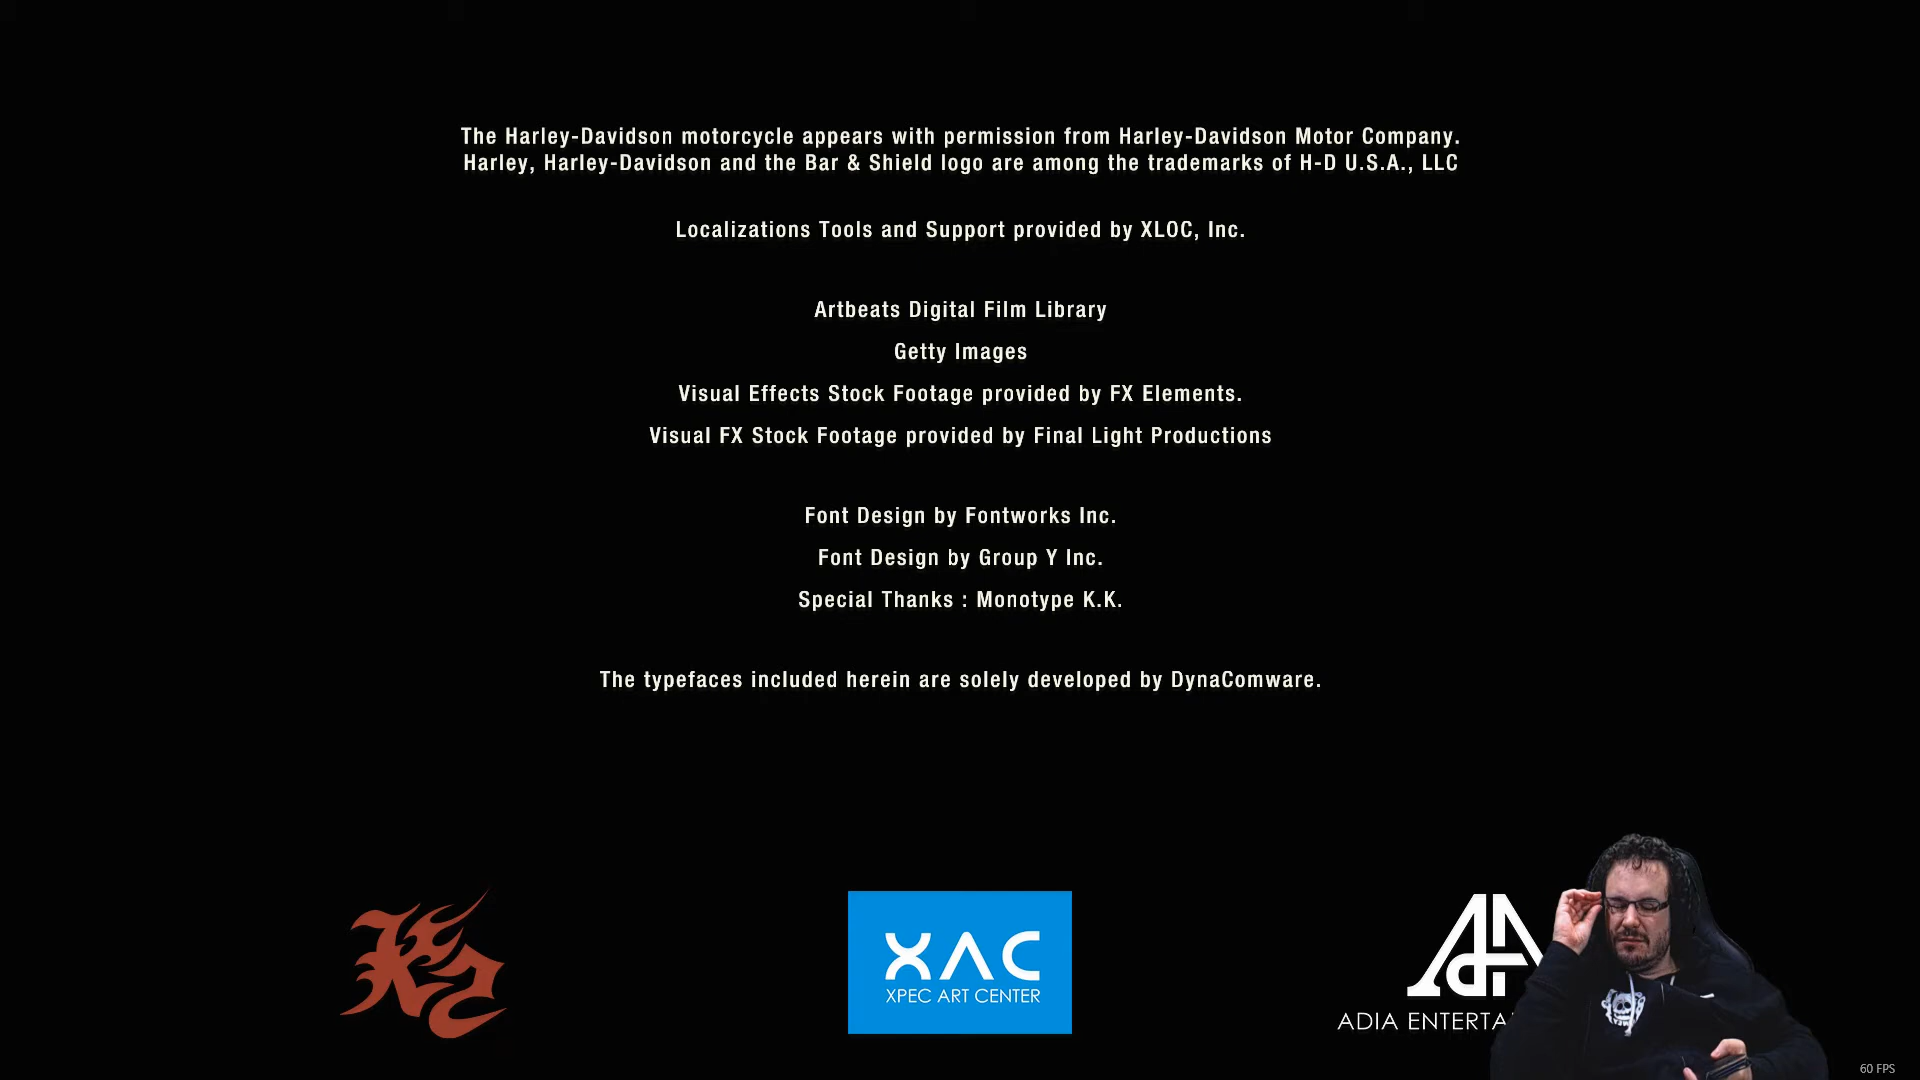 The Harley-Davidson motorcycle appears with permission from Harley-Davidson Motor Company.
Harley, Harley-Davidson and the Bar & Shield logo are among the trademarks of H-D U.S.A., LLC
Localizations Tools and Support provided by XLOC, Inc.
Artbeats Digital Film Library
Getty Images
Visual Effects Stock Footage provided by FX Elements.
Visual FX Stock Footage provided by Final Light Productions
Font Design by Fontworks Inc.
Font Design by Group Y Inc.
Special Thanks : Monotype K.K.
The typefaces included herein are solely developed by DynaComware.
K2
XAC
XPEC ART CENTER
ADIA ENTERTA
60 FPS